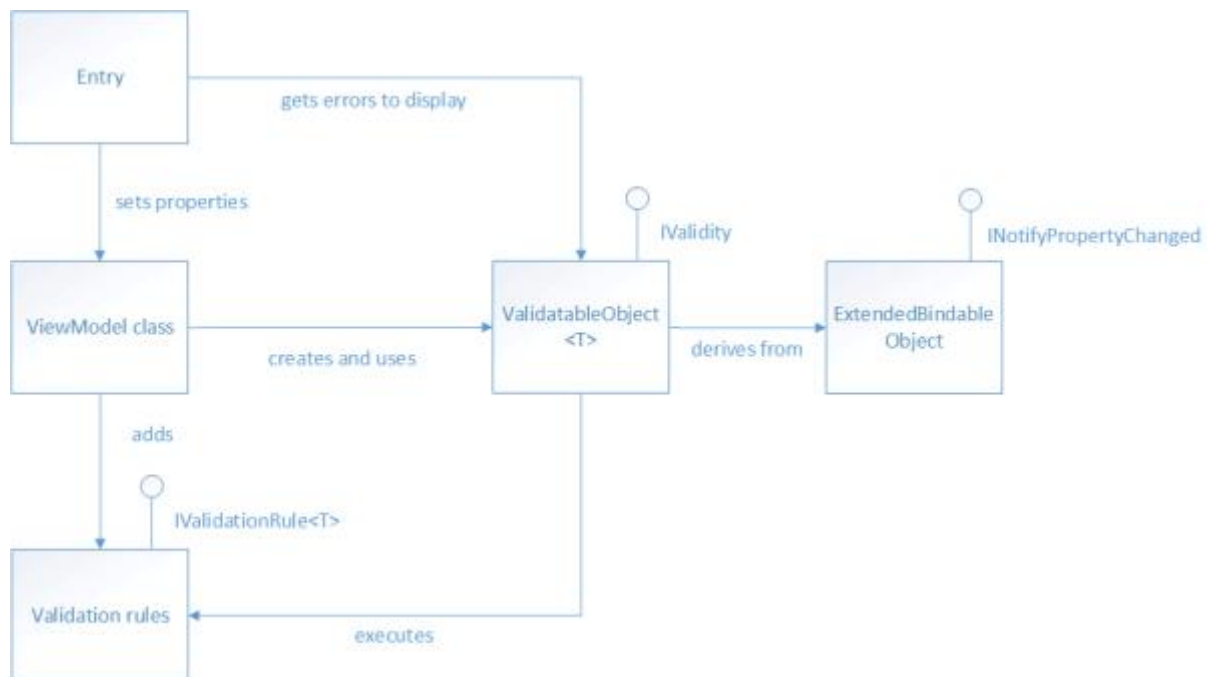 Entry
gets errors to display
sets properties
IValidity
INotifyPropertyChanged
ViewModel class
creates and uses
ValidatableObject
<T>
derives from
ExtendedBindable
Object
adds
IValidationRule<T>
Validation rules
executes